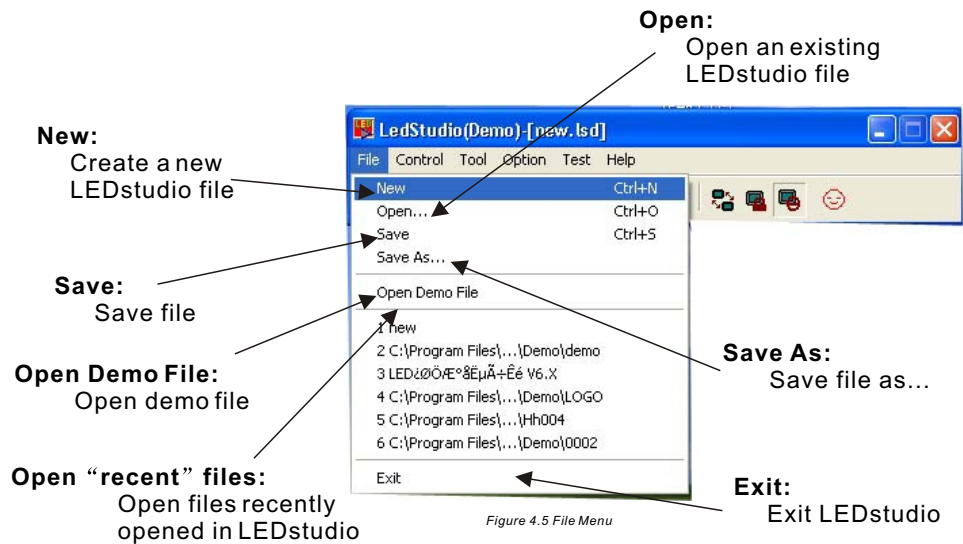 Open:
Open an existing
LEDstudio file
New:
Create a new
LEDstudio file
LedStudio(Demo)-[new.lsd]
File Control Tool Option Test Help
New Ctrl+N
Open... Ctrl+O
Save Ctrl+S
Save As...
Open Demo File
1 new
2 C:\Program Files\...\Demo\demo
3 LED¿ØÖÆ°åËµÃ÷Êé V6.X
4 C:\Program Files\...\Demo\LOGO
5 C:\Program Files\...\Hh004
6 C:\Program Files\...\Demo\0002
Exit
Save:
Save file
Open Demo File:
Open demo file
Open “recent” files:
Open files recently
opened in LEDstudio
Save As:
Save file as...
Exit:
Exit LEDstudio
Figure 4.5 File Menu